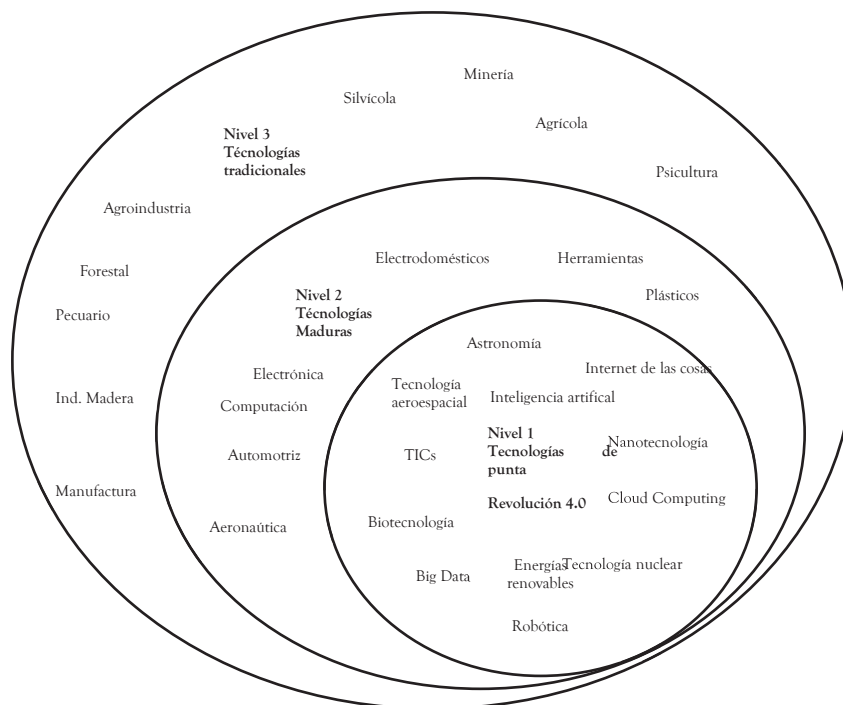 Minería
Silvícola
Agrícola
Nivel 3
Técnologías
tradicionales
Psicultura
Agroindustria
Forestal
Pecuario
Ind. Madera
Manufactura
Electrodomésticos
Herramientas
Nivel 2
Técnologías
Maduras
Plásticos
Electrónica
Computación
Automotriz
Aeronaútica
Astronomía
Internet de las cosas
Tecnología
aeroespacial
Inteligencia artifical
Nivel 1
Tecnologías de
punta
Nanotecnología
TICs
Revolución 4.0
Cloud Computing
Biotecnología
Big Data
Energías
renovables
Tecnología nuclear
Robótica